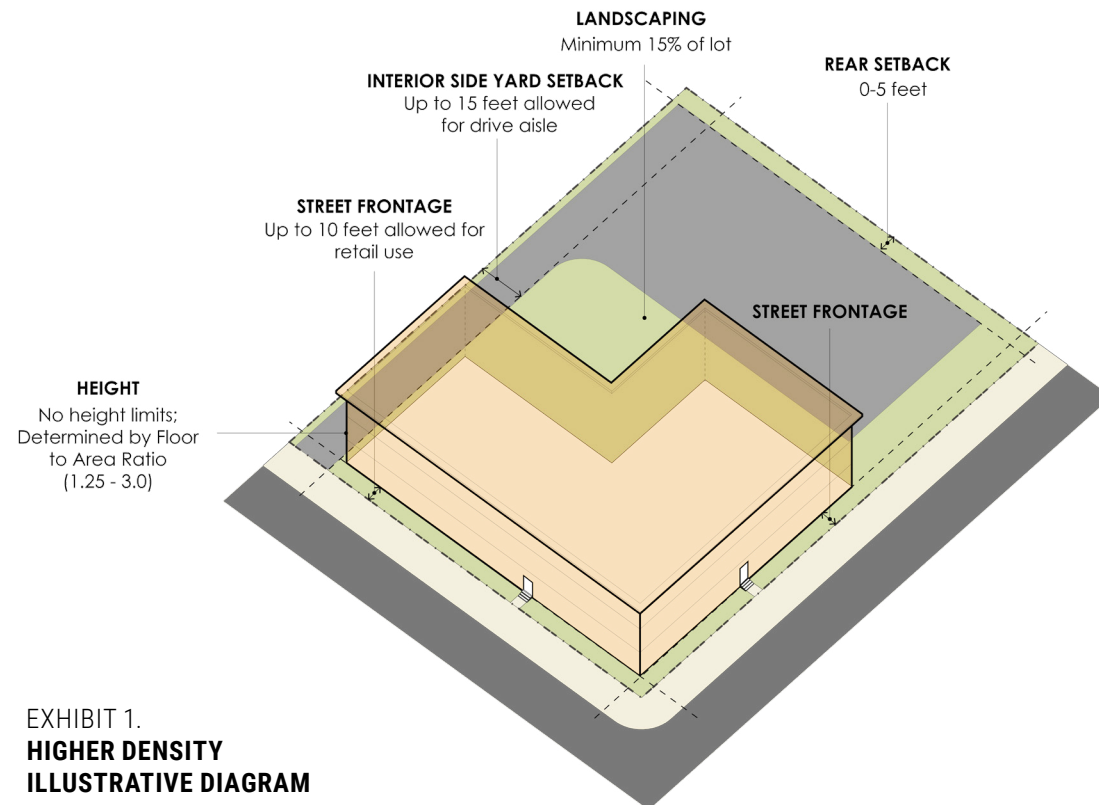 LANDSCAPING
Minimum 15% of lot
REAR SETBACK
0-5 feet
INTERIOR SIDE YARD SETBACK
Up to 15 feet allowed
for drive aisle
STREET FRONTAGE
Up to 10 feet allowed for
retail use
STREET FRONTAGE
HEIGHT
No height limits;
Determined by Floor
to Area Ratio
(1.25 - 3.0)
EXHIBIT 1.
HIGHER DENSITY
ILLUSTRATIVE DIAGRAM